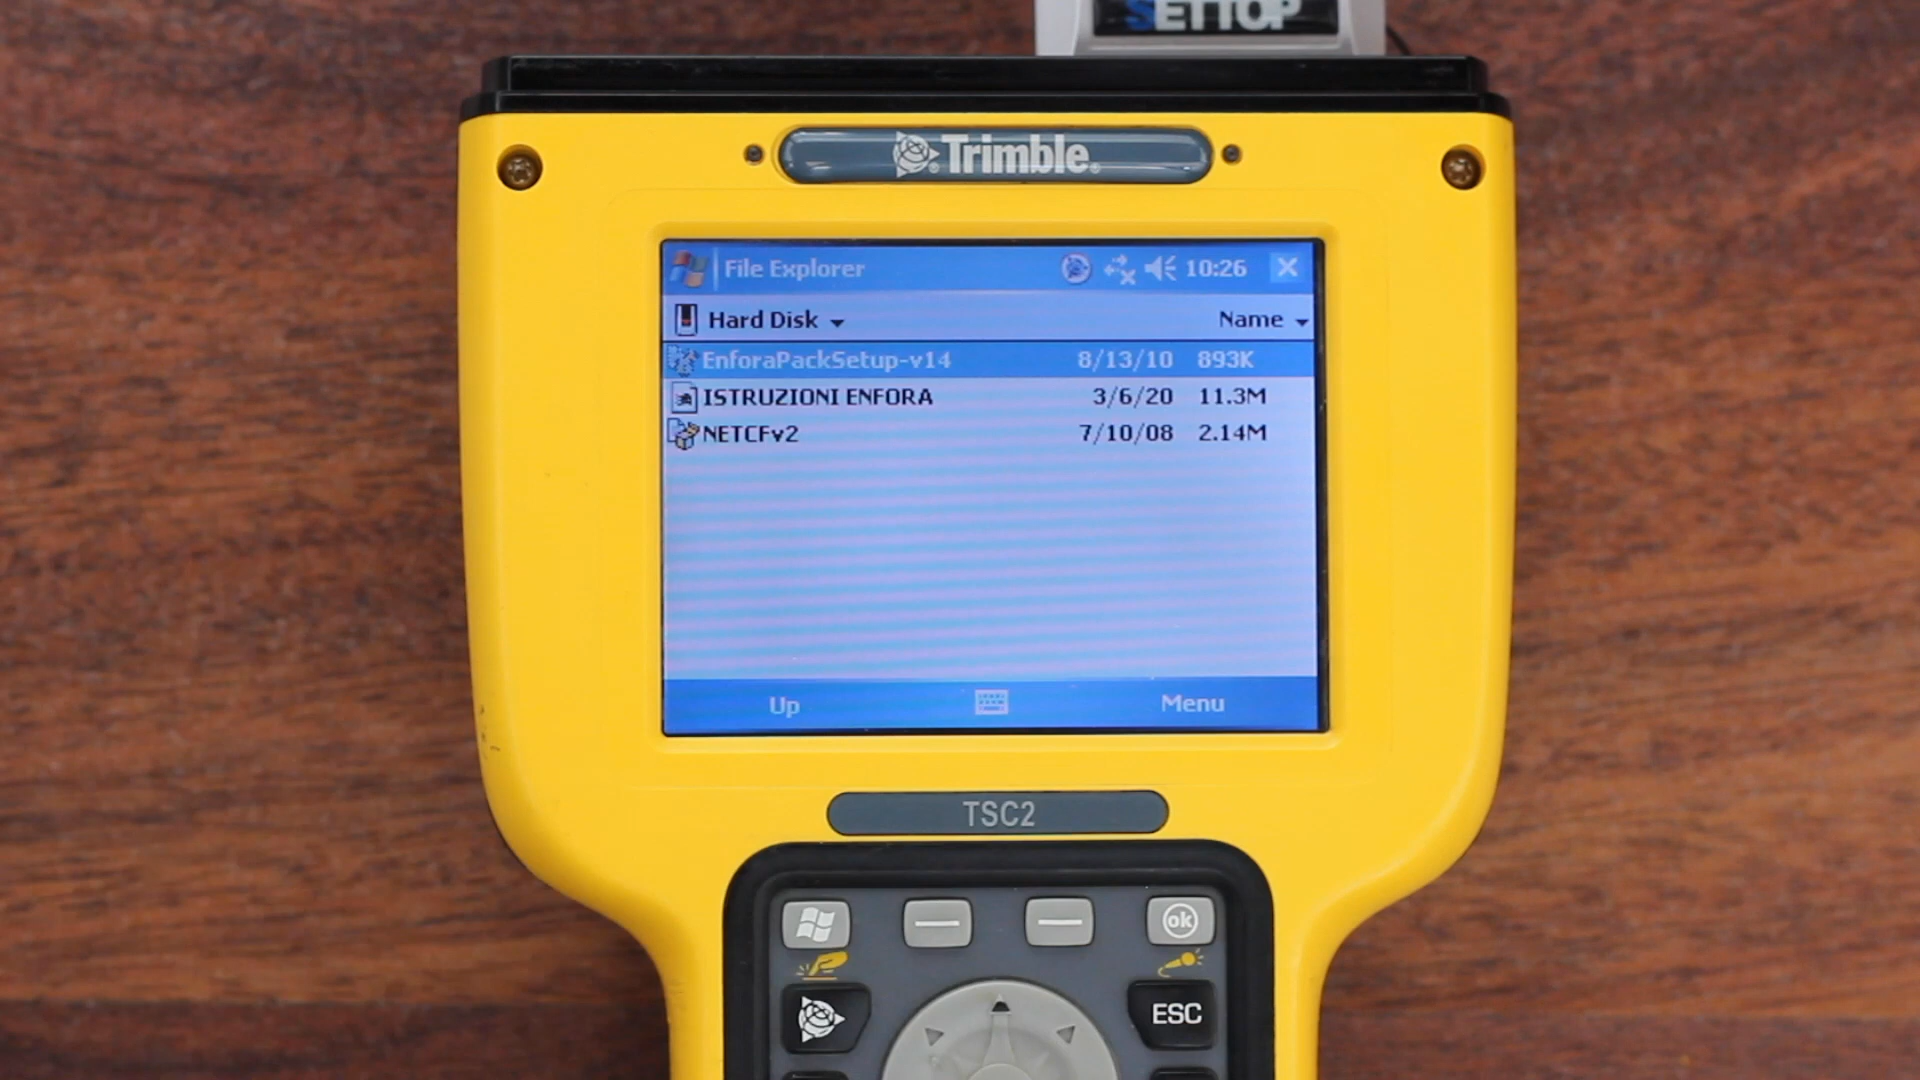 SETTOP
Trimble®
File Explorer 10:26
Hard Disk Name
EnforaPackSetup-v14 8/13/10 893K
ISTRUZIONI ENFORA 3/6/20 11.3M
NETCFv2 7/10/08 2.14M
Up Menu
TSC2
ok
ESC